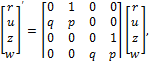 [r u z w]' = [0 1 0 0; q p 0 0; 0 0 0 1; 0 0 q p] [r u z w],